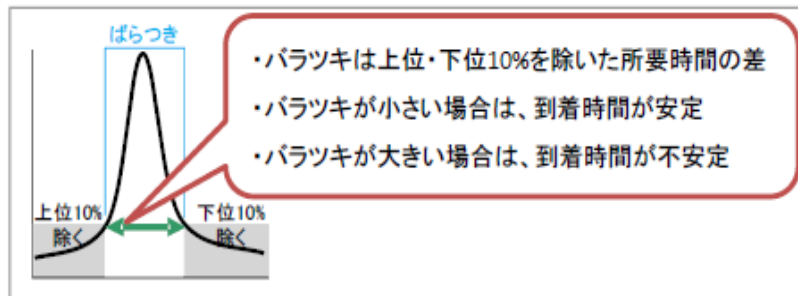 ばらつき
・バラツキは上位・下位10%を除いた所要時間の差
・バラツキが小さい場合は、到着時間が安定
・バラツキが大きい場合は、到着時間が不安定
上位10%
除く
下位10%
除く